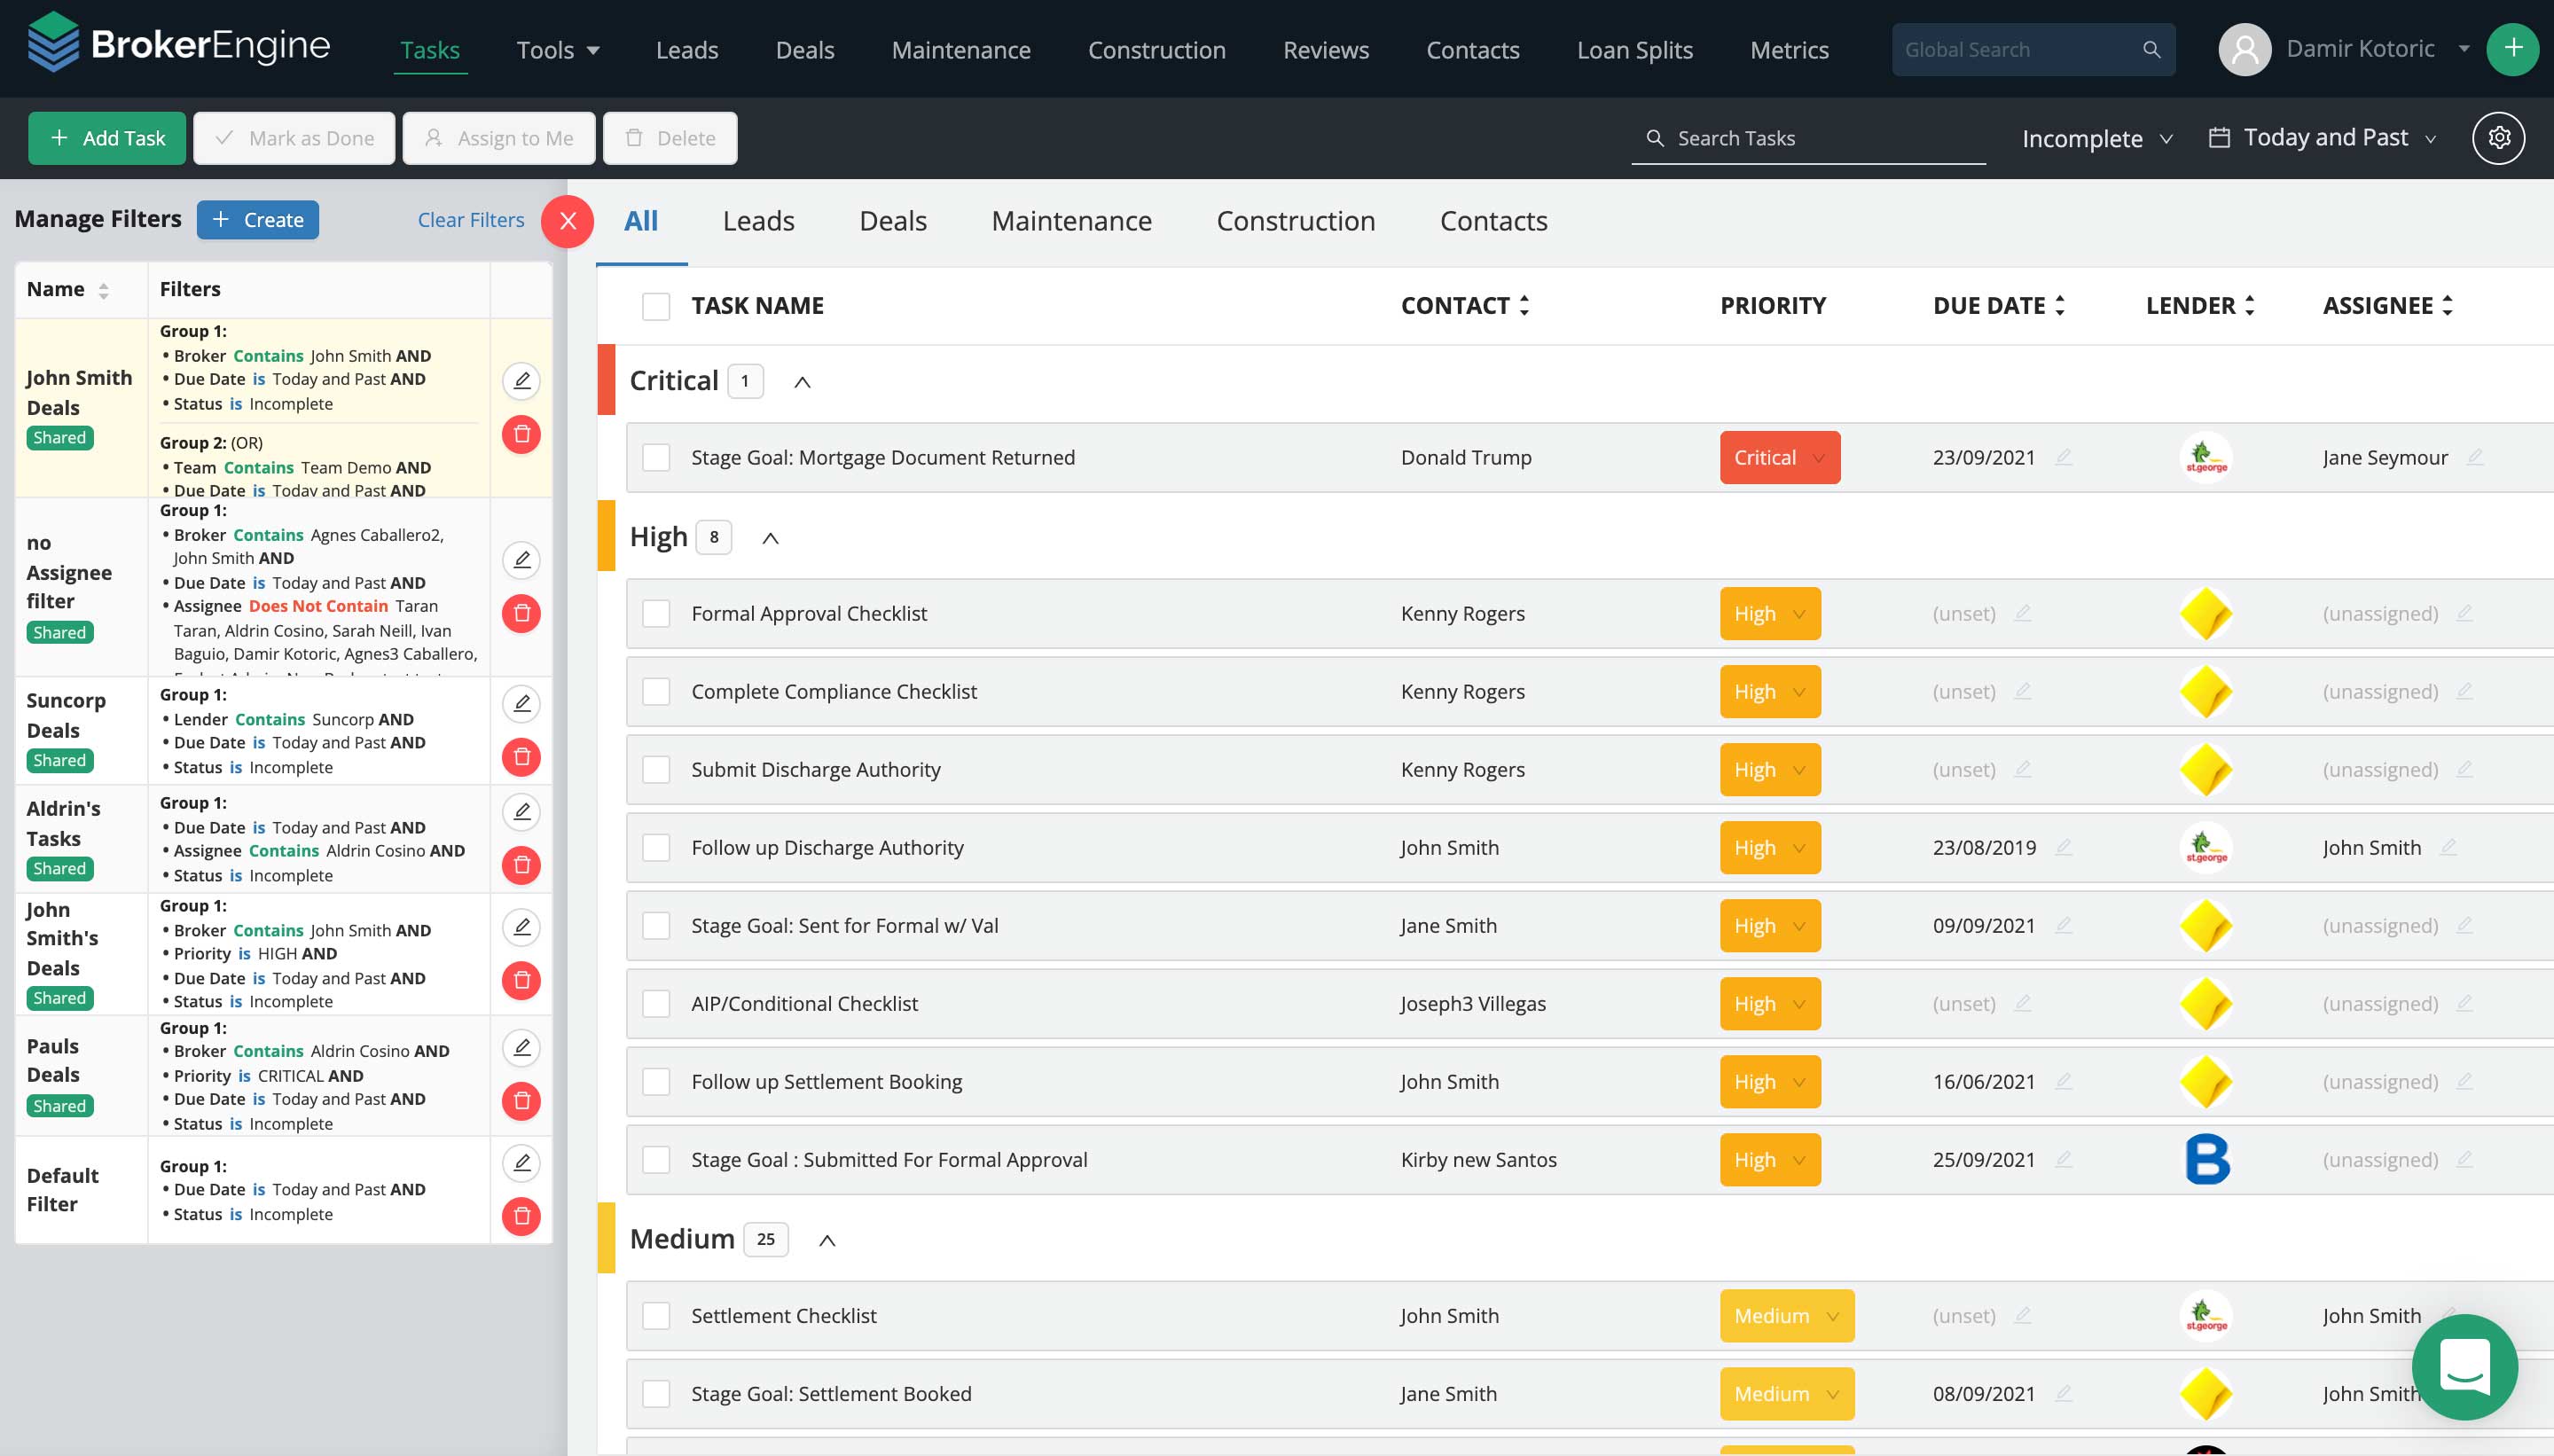 BrokerEngine
Tasks Tools Leads Deals Maintenance Construction Reviews Contacts Loan Splits Metrics Global Search Damir Kotoric
Add Task Mark as Done Assign to Me Delete Search Tasks Incomplete Today and Past
Manage Filters Create Clear Filters
Name Filters
John Smith Deals
Shared
Group 1:
• Broker Contains John Smith AND
• Due Date is Today and Past AND
• Status is Incomplete
Group 2: (OR)
• Team Contains Team Demo AND
• Due Date is Today and Past AND
no Assignee filter
Shared
Group 1:
• Broker Contains Agnes Caballero2,
John Smith AND
• Due Date is Today and Past AND
• Assignee Does Not Contain Taran
Taran, Aldrin Cosino, Sarah Neill, Ivan
Baguio, Damir Kotoric, Agnes3 Caballero,
Suncorp Deals
Shared
Group 1:
• Lender Contains Suncorp AND
• Due Date is Today and Past AND
• Status is Incomplete
Aldrin's Tasks
Shared
Group 1:
• Due Date is Today and Past AND
• Assignee Contains Aldrin Cosino AND
• Status is Incomplete
John Smith's Deals
Shared
Group 1:
• Broker Contains John Smith AND
• Priority is HIGH AND
• Due Date is Today and Past AND
• Status is Incomplete
Pauls Deals
Shared
Group 1:
• Broker Contains Aldrin Cosino AND
• Priority is CRITICAL AND
• Due Date is Today and Past AND
• Status is Incomplete
Default Filter
Group 1:
• Due Date is Today and Past AND
• Status is Incomplete
All Leads Deals Maintenance Construction Contacts
TASK NAME CONTACT PRIORITY DUE DATE LENDER ASSIGNEE
Critical 1
Stage Goal: Mortgage Document Returned Donald Trump Critical 23/09/2021 st.george Jane Seymour
High 8
Formal Approval Checklist Kenny Rogers High (unset) (unassigned)
Complete Compliance Checklist Kenny Rogers High (unset) (unassigned)
Submit Discharge Authority Kenny Rogers High (unset) (unassigned)
Follow up Discharge Authority John Smith High 23/08/2019 st.george John Smith
Stage Goal: Sent for Formal w/ Val Jane Smith High 09/09/2021 (unassigned)
AIP/Conditional Checklist Joseph3 Villegas High (unset) (unassigned)
Follow up Settlement Booking John Smith High 16/06/2021 (unassigned)
Stage Goal : Submitted For Formal Approval Kirby new Santos High 25/09/2021 B (unassigned)
Medium 25
Settlement Checklist John Smith Medium (unset) st.george John Smith
Stage Goal: Settlement Booked Jane Smith Medium 08/09/2021 John Smith